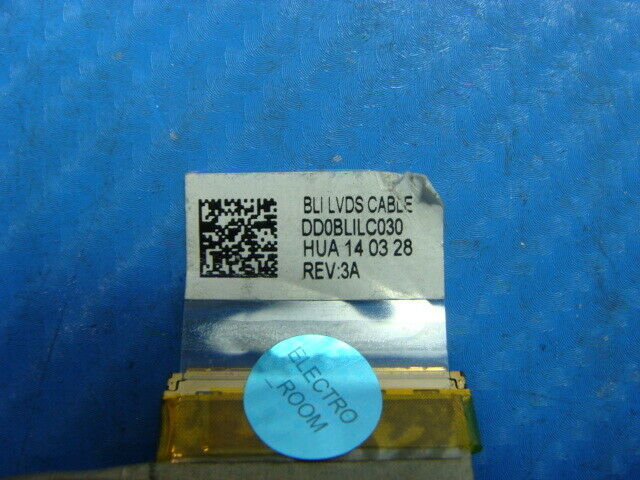 BLI LVDS CABLE
DD0BLILC030
HUA 14 03 28
REV:3A
ELECTRO
_ROOM